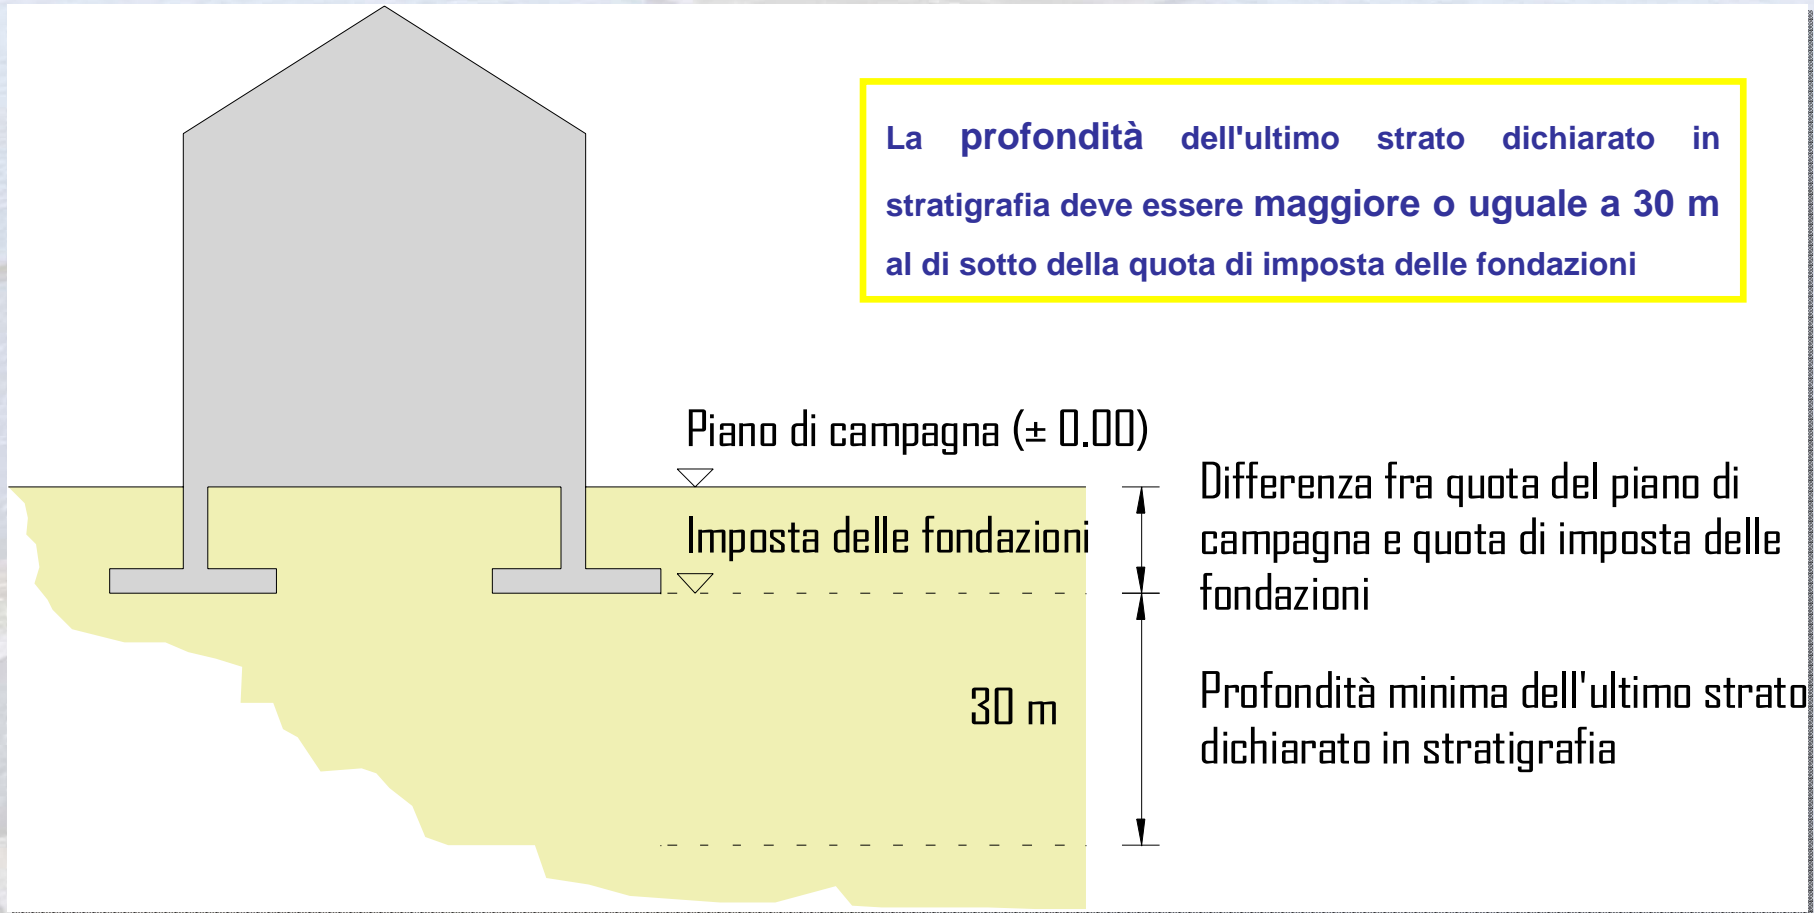 La profondità dell'ultimo strato dichiarato in
stratigrafia deve essere maggiore o uguale a 30 m
al di sotto della quota di imposta delle fondazioni
Piano di campagna (± 0.00)
Imposta delle fondazioni
Differenza fra quota del piano di
campagna e quota di imposta delle
fondazioni
30 m
Profondità minima dell'ultimo strato
dichiarato in stratigrafia